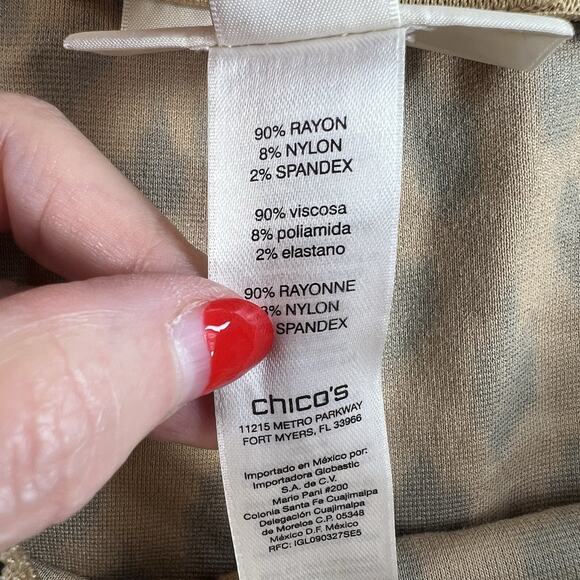 90% RAYON
8% NYLON
2% SPANDEX
90% viscosa
8% poliamida
2% elastano
90% RAYONNE
8% NYLON
SPANDEX
chico's
11215 METRO PARKWAY
FORT MYERS, FL 33966
Importado en México por:
Importadora Globastic
S.A. de C.V.
Mario Pani #200
Colonia Santa Fe Cuajimalpa
Delegación Cuajimalpa
de Morelos C.P. 05348
México D.F. México
RFC: IGL090327SE5